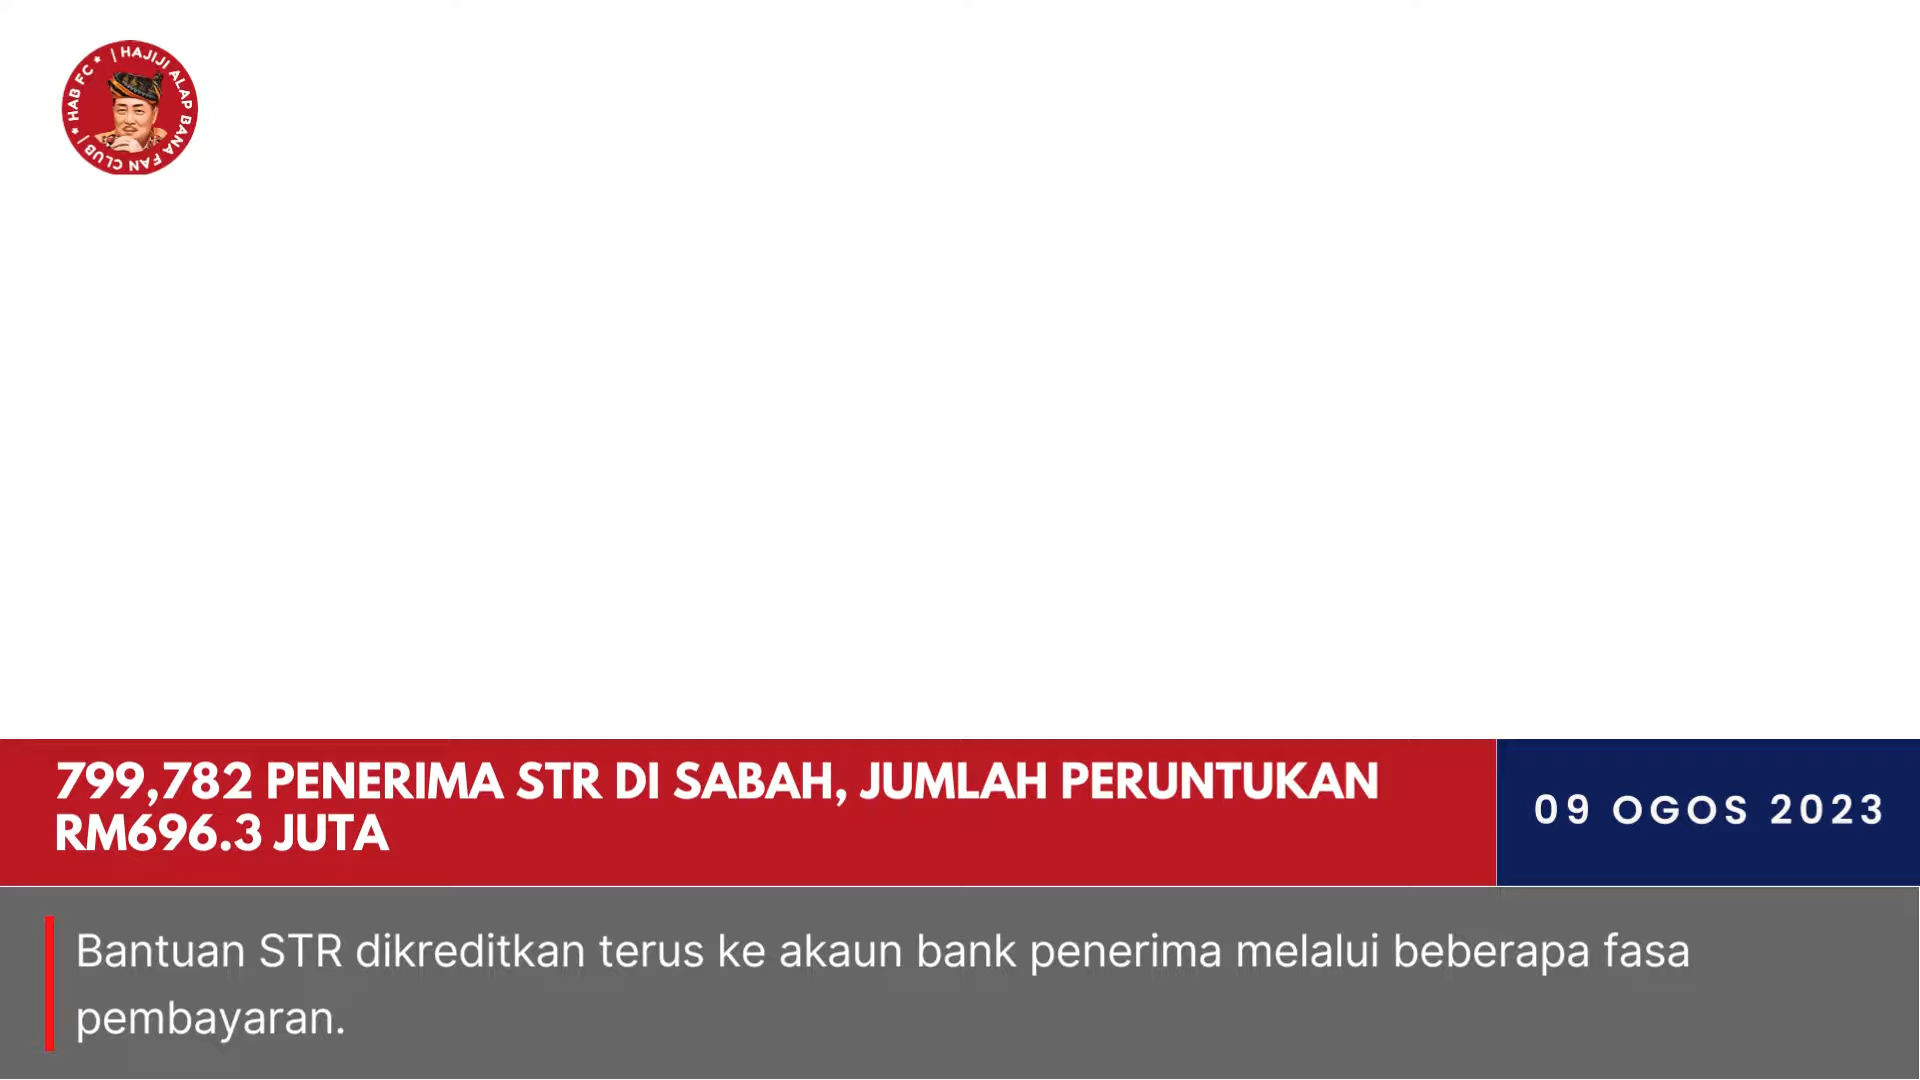 | HAJIJI ALAP BANA FAN CLUB | * HAB FC *
799,782 PENERIMA STR DI SABAH, JUMLAH PERUNTUKAN
RM696.3 JUTA
09 OGOS 2023
Bantuan STR dikreditkan terus ke akaun bank penerima melalui beberapa fasa
pembayaran.